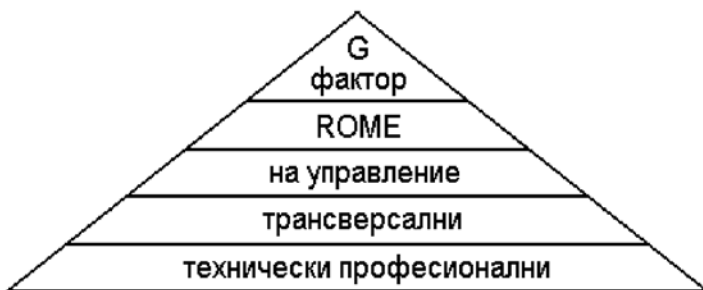 G
фактор
ROME
на управление
трансверсални
технически професионални